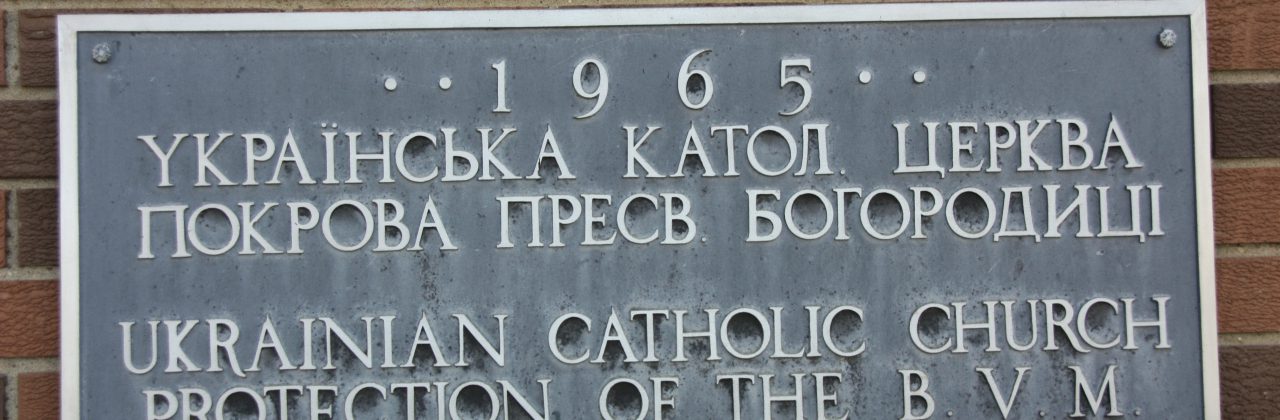 ··1965··
УКРАЇНСЬКА КАТОЛ. ЦЕРКВА
ПОКРОВА ПРЕСВ. БОГОРОДИЦІ
UKRAINIAN CATHOLIC CHURCH
PROTECTION OF THE B.V.M.